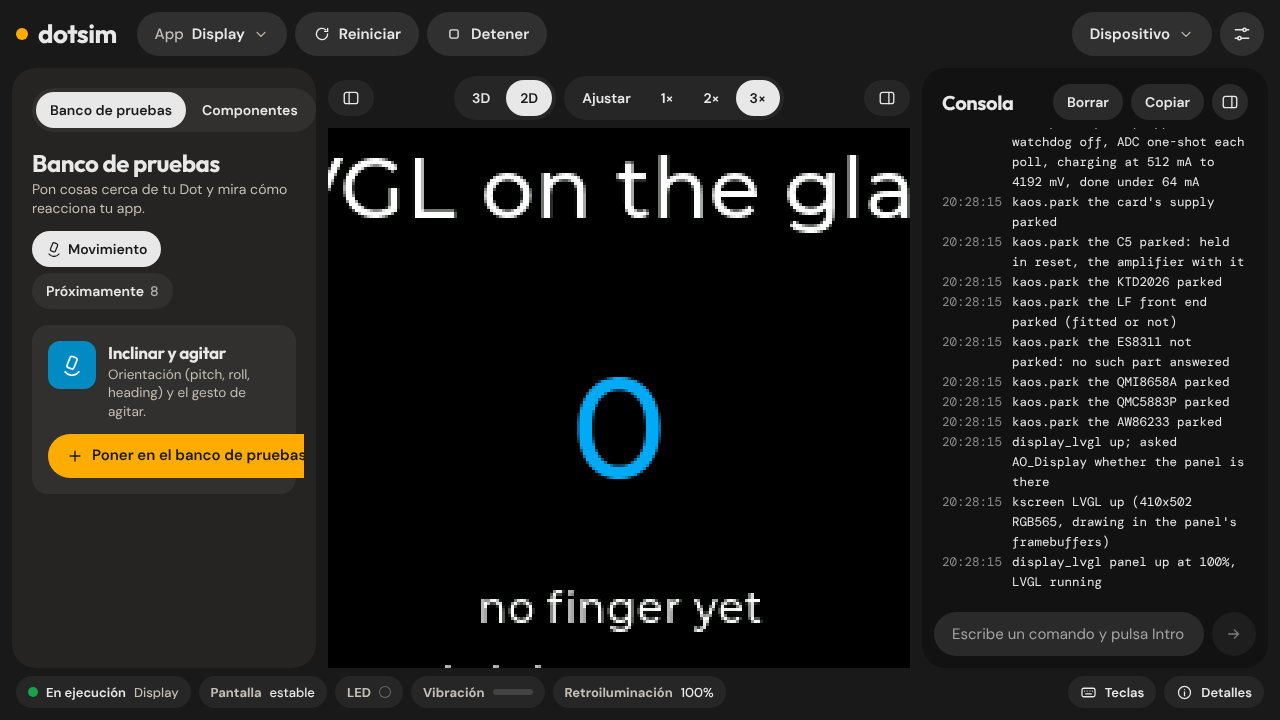 dotsim
App Display
Reiniciar
Detener
Dispositivo
Banco de pruebas
Componentes
Banco de pruebas
Pon cosas cerca de tu Dot y mira cómo
reacciona tu app.
Movimiento
Próximamente 8
Inclinar y agitar
Orientación (pitch, roll,
heading) y el gesto de
agitar.
Poner en el banco de pruebas
3D
2D
Ajustar
1×
2×
3×
VGL on the gla
0
no finger yet
Consola
Borrar
Copiar
watchdog off, ADC one-shot each
poll, charging at 512 mA to
4192 mV, done under 64 mA
20:28:15 kaos.park the card's supply
parked
20:28:15 kaos.park the C5 parked: held
in reset, the amplifier with it
20:28:15 kaos.park the KTD2026 parked
20:28:15 kaos.park the LF front end
parked (fitted or not)
20:28:15 kaos.park the ES8311 not
parked: no such part answered
20:28:15 kaos.park the QMI8658A parked
20:28:15 kaos.park the QMC5883P parked
20:28:15 kaos.park the AW86233 parked
20:28:15 display_lvgl up; asked
AO_Display whether the panel is
there
20:28:15 kscreen LVGL up (410x502
RGB565, drawing in the panel's
framebuffers)
20:28:15 display_lvgl panel up at 100%,
LVGL running
Escribe un comando y pulsa Intro
En ejecución Display
Pantalla estable
LED
Vibración
Retroiluminación 100%
Teclas
Detalles